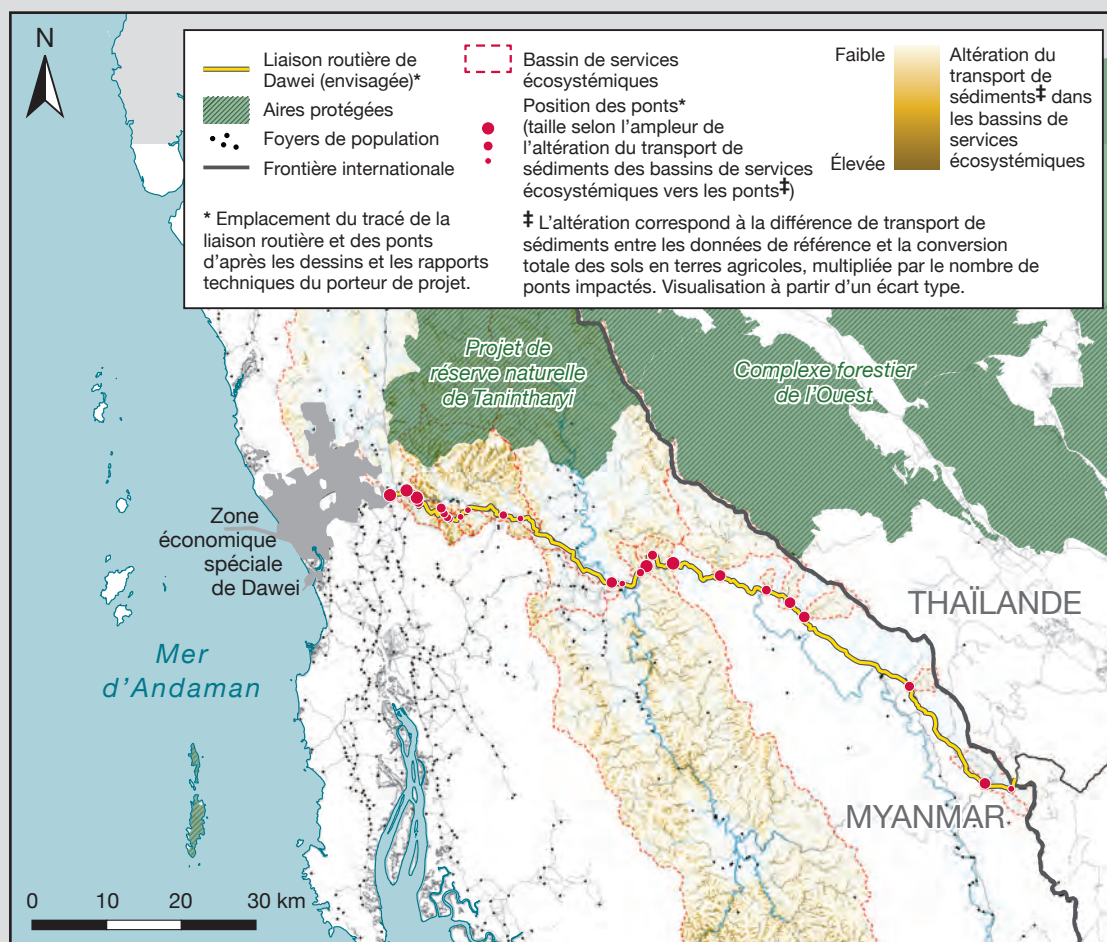 N
Liaison routière de
Dawei (envisagée)*
Aires protégées
Foyers de population
Frontière internationale
* Emplacement du tracé de la
liaison routière et des ponts
d'après les dessins et les rapports
techniques du porteur de projet.
Bassin de services
écosystémiques
Position des ponts*
(taille selon l'ampleur de
l'altération du transport de
sédiments des bassins de services
écosystémiques vers les ponts‡)
Faible
Élevée
Altération du
transport de
sédiments‡ dans
les bassins de
services
écosystémiques
‡ L'altération correspond à la différence de transport de
sédiments entre les données de référence et la conversion
totale des sols en terres agricoles, multipliée par le nombre de
ponts impactés. Visualisation à partir d'un écart type.
Projet de
réserve naturelle
de Tanintharyi
Complexe forestier
de l'Ouest
Zone
économique
spéciale
de Dawei
THAÏLANDE
Mer
d'Andaman
MYANMAR
0 10 20 30 km